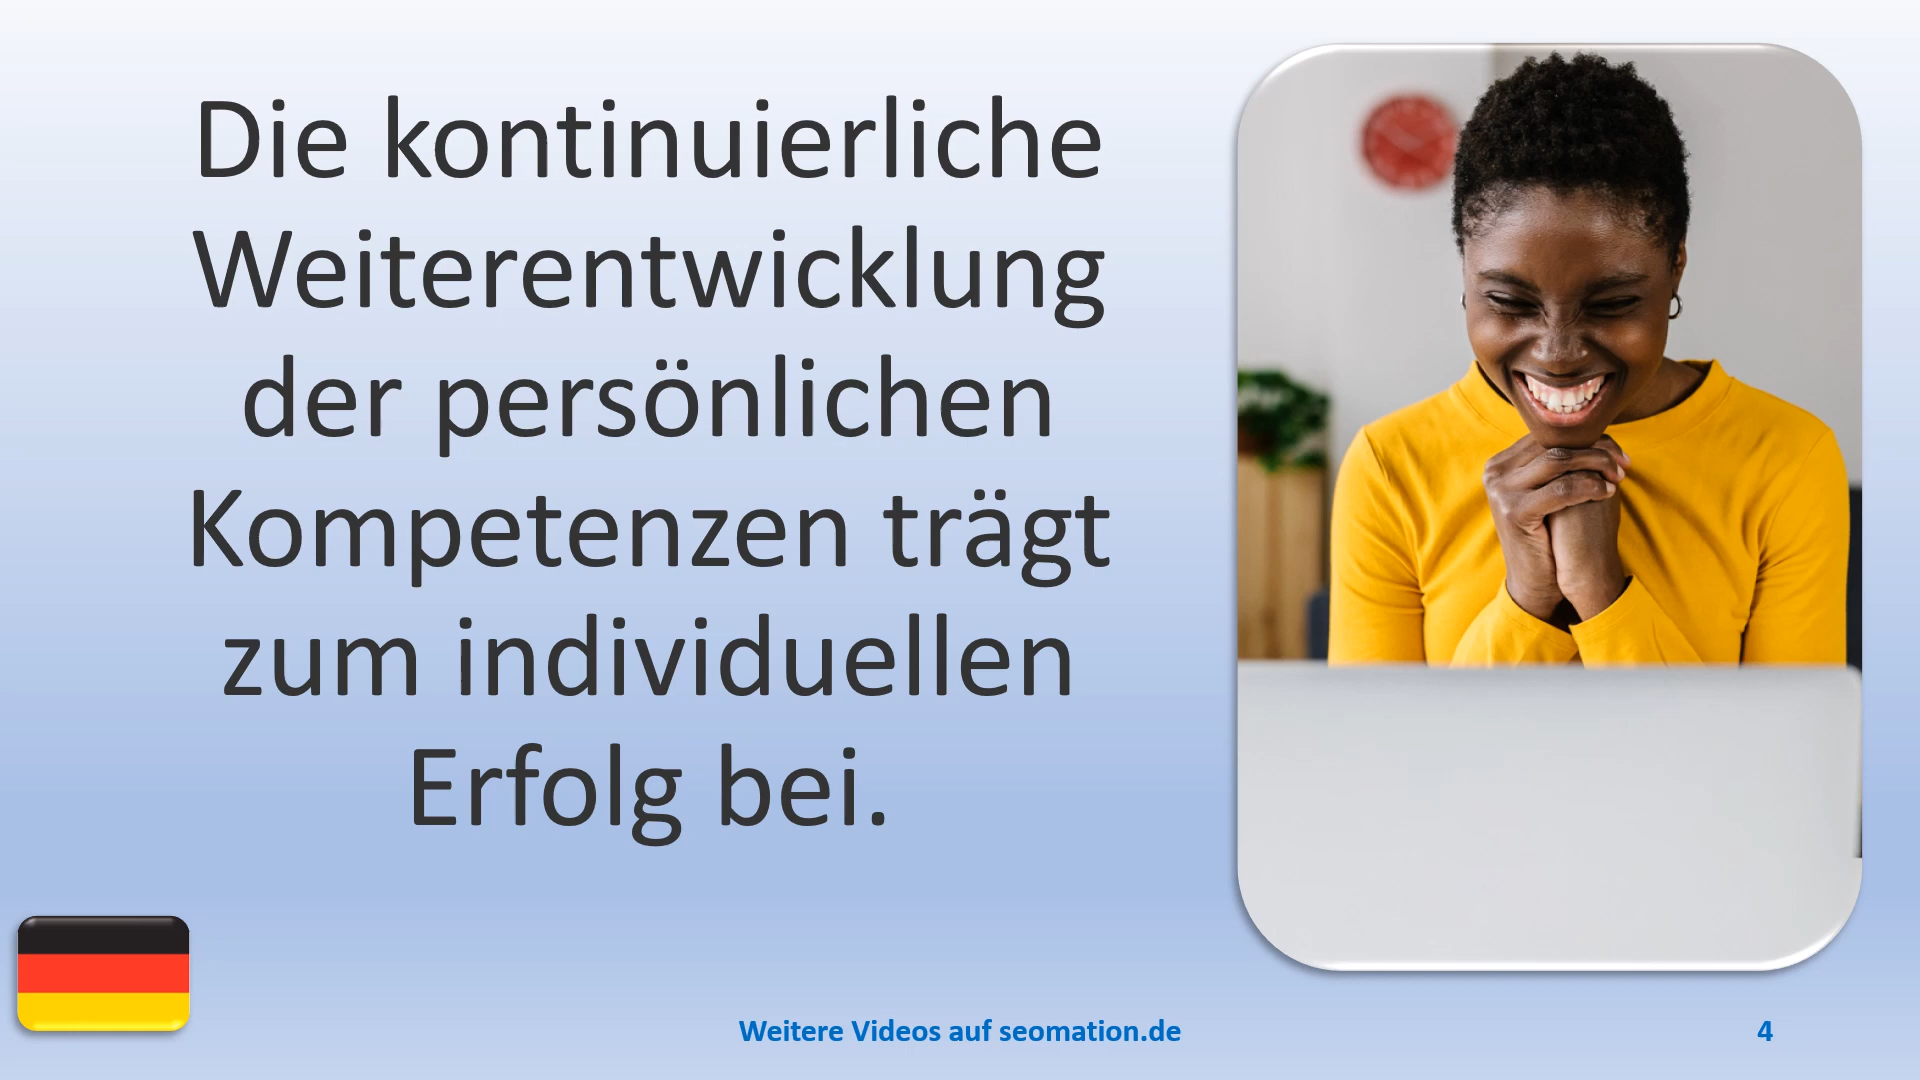 Die kontinuierliche
Weiterentwicklung
der persönlichen
Kompetenzen trägt
zum individuellen
Erfolg bei.
Weitere Videos auf seomation.de
4